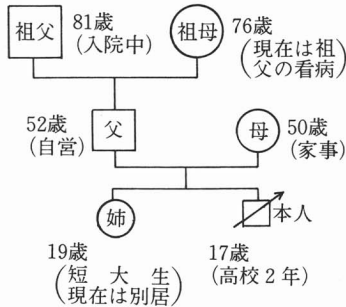 祖父
81歳
(入院中)
祖母
76歳
(現在は祖
父の看病)
52歳
(自営)
父
母
50歳
(家事)
姉
本人
19歳
(短大生
現在は別居)
17歳
(高校2年)